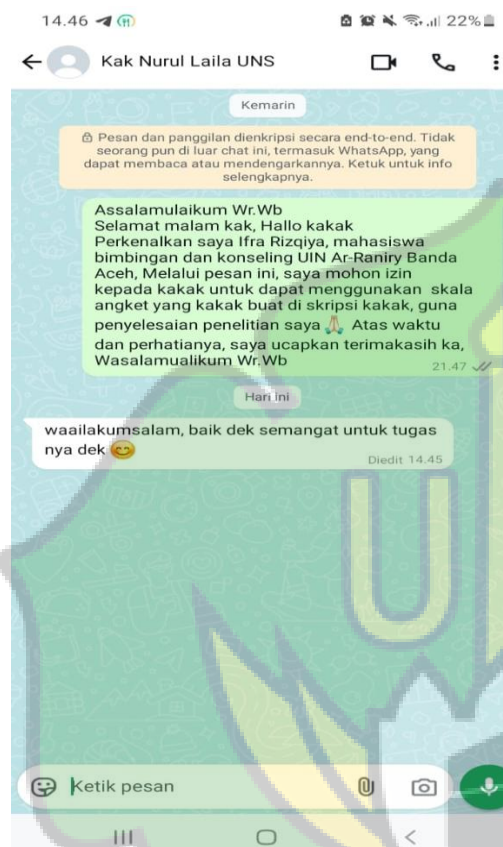 14.46
22%
Kak Nurul Laila UNS
Kemarin
Pesan dan panggilan dienkripsi secara end-to-end. Tidak
seorang pun di luar chat ini, termasuk WhatsApp, yang
dapat membaca atau mendengarkannya. Ketuk untuk info
selengkapnya.
Assalamulaikum Wr.Wb
Selamat malam kak, Hallo kakak
Perkenalkan saya Ifra Rizqiya, mahasiswa
bimbingan dan konseling UIN Ar-Raniry Banda
Aceh, Melalui pesan ini, saya mohon izin
kepada kakak untuk dapat menggunakan skala
angket yang kakak buat di skripsi kakak, guna
penyelesaian penelitian saya 🙏 Atas waktu
dan perhatianya, saya ucapkan terimakasih ka,
Wasalamualikum Wr.Wb
21.47
Hari ini
waailakumsalam, baik dek semangat untuk tugas
nya dek 😊
Diedit 14.45
Ketik pesan